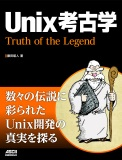 Unix考古学
Truth of the Legend
数々の伝説に
彩られた
Unix開発の
真実を探る